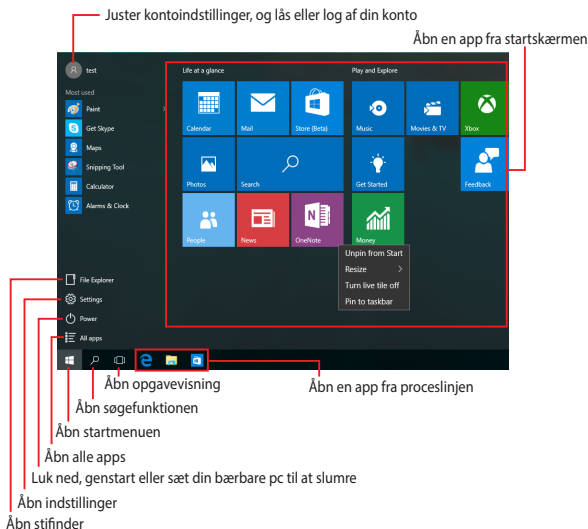 Juster kontoindstillinger, og lås eller log af din konto
Åbn en app fra startskærmen
test
Life at a glance
Play and Explore
Most used
Paint
Get Skype
Maps
Snipping Tool
Calculator
Alarms & Clock
Calendar
Mail
Store (Beta)
Music
Movies & TV
Xbox
Photos
Search
Get Started
Feedback
People
News
OneNote
Money
Unpin from Start
Resize
Turn live tile off
Pin to taskbar
File Explorer
Settings
Power
All apps
Åbn opgavevisning
Åbn en app fra proceslinjen
Åbn søgefunktionen
Åbn startmenuen
Åbn alle apps
Luk ned, genstart eller sæt din bærbare pc til at slumre
Åbn indstillinger
Åbn stifinder